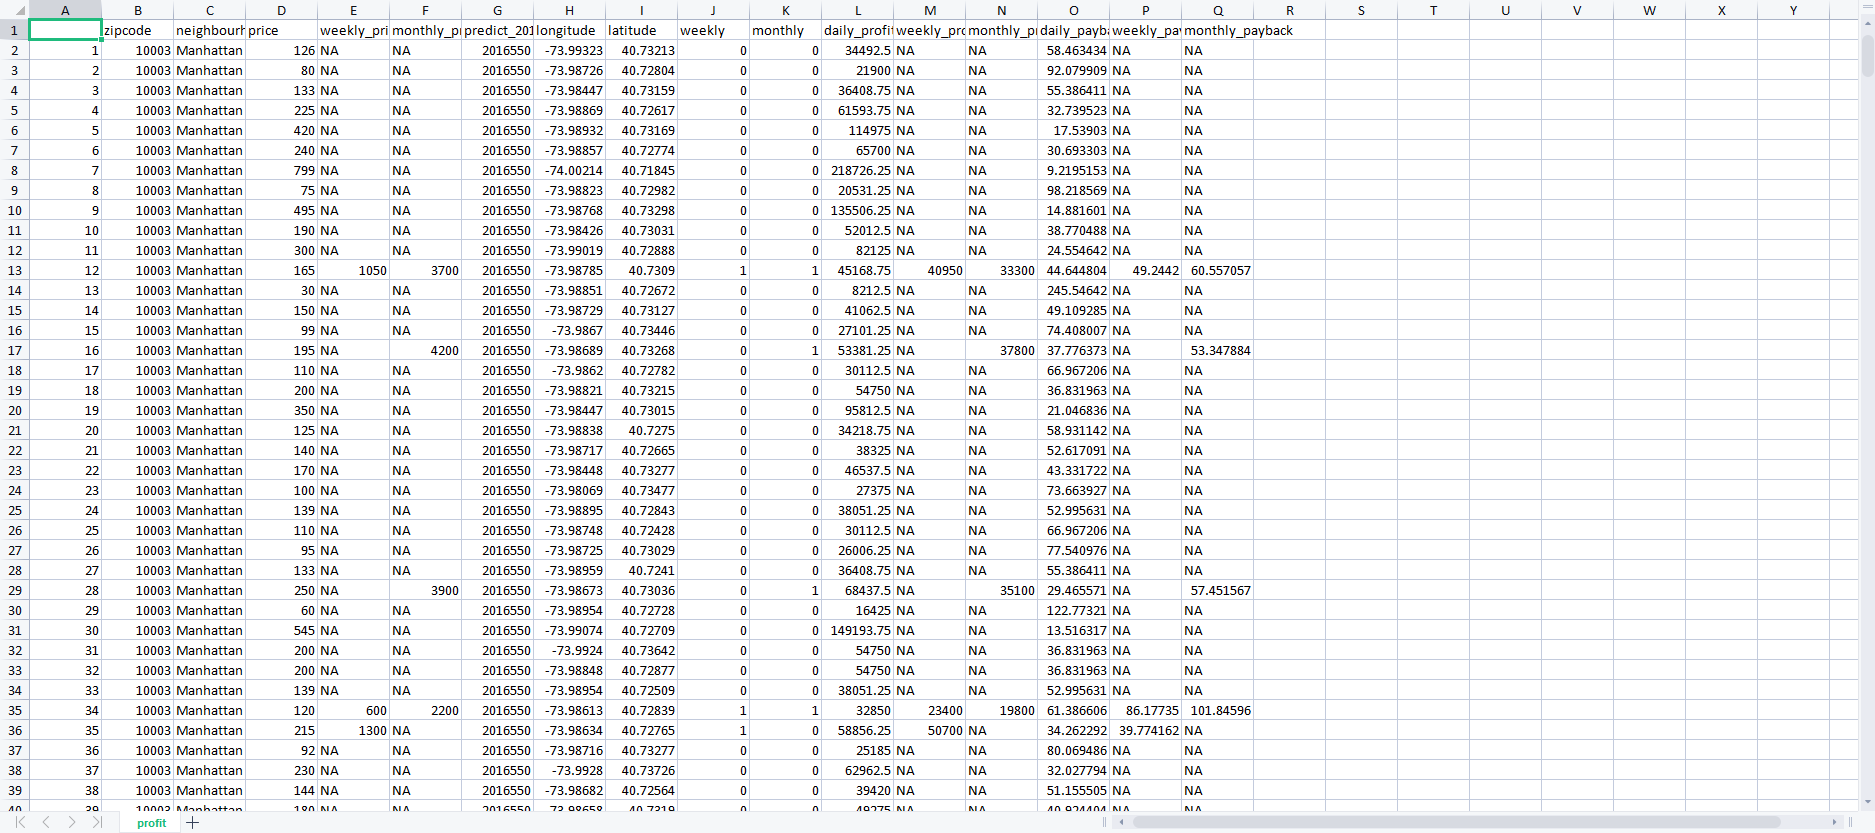 A B C D E F G H I J K L M N O P Q R S T U V W X Y
1 zipcode neighbourh price weekly_pri monthly_pr predict_201 longitude latitude weekly monthly daily_profit weekly_pro monthly_pr daily_payba weekly_pay monthly_payback
2 1 10003 Manhattan 126 NA NA 2016550 -73.99323 40.73213 0 0 34492.5 NA NA 58.463434 NA NA
3 2 10003 Manhattan 80 NA NA 2016550 -73.98726 40.72804 0 0 21900 NA NA 92.079909 NA NA
4 3 10003 Manhattan 133 NA NA 2016550 -73.98447 40.73159 0 0 36408.75 NA NA 55.386411 NA NA
5 4 10003 Manhattan 225 NA NA 2016550 -73.98869 40.72617 0 0 61593.75 NA NA 32.739523 NA NA
6 5 10003 Manhattan 420 NA NA 2016550 -73.98932 40.73169 0 0 114975 NA NA 17.53903 NA NA
7 6 10003 Manhattan 240 NA NA 2016550 -73.98857 40.72774 0 0 65700 NA NA 30.693303 NA NA
8 7 10003 Manhattan 799 NA NA 2016550 -74.00214 40.71845 0 0 218726.25 NA NA 9.2195153 NA NA
9 8 10003 Manhattan 75 NA NA 2016550 -73.98823 40.72982 0 0 20531.25 NA NA 98.218569 NA NA
10 9 10003 Manhattan 495 NA NA 2016550 -73.98768 40.73298 0 0 135506.25 NA NA 14.881601 NA NA
11 10 10003 Manhattan 190 NA NA 2016550 -73.98426 40.73031 0 0 52012.5 NA NA 38.770488 NA NA
12 11 10003 Manhattan 300 NA NA 2016550 -73.99019 40.72888 0 0 82125 NA NA 24.554642 NA NA
13 12 10003 Manhattan 165 1050 3700 2016550 -73.98785 40.7309 1 1 45168.75 40950 33300 44.644804 49.2442 60.557057
14 13 10003 Manhattan 30 NA NA 2016550 -73.98851 40.72672 0 0 8212.5 NA NA 245.54642 NA NA
15 14 10003 Manhattan 150 NA NA 2016550 -73.98729 40.73127 0 0 41062.5 NA NA 49.109285 NA NA
16 15 10003 Manhattan 99 NA NA 2016550 -73.9867 40.73446 0 0 27101.25 NA NA 74.408007 NA NA
17 16 10003 Manhattan 195 NA 4200 2016550 -73.98689 40.73268 0 1 53381.25 NA 37800 37.776373 NA 53.347884
18 17 10003 Manhattan 110 NA NA 2016550 -73.9862 40.72782 0 0 30112.5 NA NA 66.967206 NA NA
19 18 10003 Manhattan 200 NA NA 2016550 -73.98821 40.73215 0 0 54750 NA NA 36.831963 NA NA
20 19 10003 Manhattan 350 NA NA 2016550 -73.98447 40.73015 0 0 95812.5 NA NA 21.046836 NA NA
21 20 10003 Manhattan 125 NA NA 2016550 -73.98838 40.7275 0 0 34218.75 NA NA 58.931142 NA NA
22 21 10003 Manhattan 140 NA NA 2016550 -73.98717 40.72665 0 0 38325 NA NA 52.617091 NA NA
23 22 10003 Manhattan 170 NA NA 2016550 -73.98448 40.73277 0 0 46537.5 NA NA 43.331722 NA NA
24 23 10003 Manhattan 100 NA NA 2016550 -73.98069 40.73477 0 0 27375 NA NA 73.663927 NA NA
25 24 10003 Manhattan 139 NA NA 2016550 -73.98895 40.72843 0 0 38051.25 NA NA 52.995631 NA NA
26 25 10003 Manhattan 110 NA NA 2016550 -73.98748 40.72428 0 0 30112.5 NA NA 66.967206 NA NA
27 26 10003 Manhattan 95 NA NA 2016550 -73.98725 40.73029 0 0 26006.25 NA NA 77.540976 NA NA
28 27 10003 Manhattan 133 NA NA 2016550 -73.98959 40.7241 0 0 36408.75 NA NA 55.386411 NA NA
29 28 10003 Manhattan 250 NA 3900 2016550 -73.98673 40.73036 0 1 68437.5 NA 35100 29.465571 NA 57.451567
30 29 10003 Manhattan 60 NA NA 2016550 -73.98954 40.72728 0 0 16425 NA NA 122.77321 NA NA
31 30 10003 Manhattan 545 NA NA 2016550 -73.99074 40.72709 0 0 149193.75 NA NA 13.516317 NA NA
32 31 10003 Manhattan 200 NA NA 2016550 -73.9924 40.73642 0 0 54750 NA NA 36.831963 NA NA
33 32 10003 Manhattan 200 NA NA 2016550 -73.98848 40.72877 0 0 54750 NA NA 36.831963 NA NA
34 33 10003 Manhattan 139 NA NA 2016550 -73.98954 40.72509 0 0 38051.25 NA NA 52.995631 NA NA
35 34 10003 Manhattan 120 600 2200 2016550 -73.98613 40.72839 1 1 32850 23400 19800 61.386606 86.17735 101.84596
36 35 10003 Manhattan 215 1300 NA 2016550 -73.98634 40.72765 1 0 58856.25 50700 NA 34.262292 39.774162 NA
37 36 10003 Manhattan 92 NA NA 2016550 -73.98716 40.73277 0 0 25185 NA NA 80.069486 NA NA
38 37 10003 Manhattan 230 NA NA 2016550 -73.9928 40.73726 0 0 62962.5 NA NA 32.027794 NA NA
39 38 10003 Manhattan 144 NA NA 2016550 -73.98682 40.72564 0 0 39420 NA NA 51.155505 NA NA
40 39 10003 Manhattan 180 NA NA 2016550 -73.98658 40.7319 0 0 49275 NA NA 40.924404 NA NA
profit